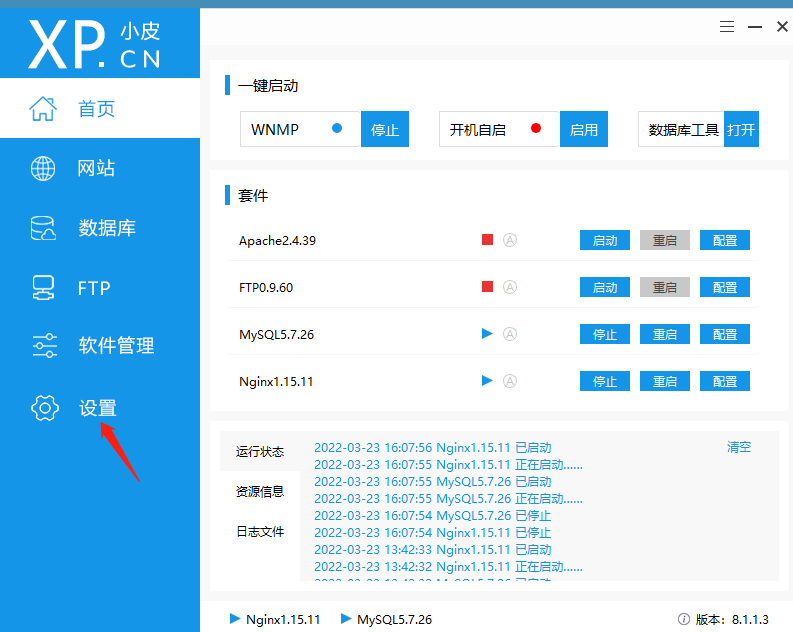 XP.小皮
CN
首页
网站
数据库
FTP
软件管理
设置
一键启动
WNMP 停止 开机自启 启用 数据库工具 打开
套件
Apache2.4.39 Ⓐ 启动 重启 配置
FTP0.9.60 Ⓐ 启动 重启 配置
MySQL5.7.26 Ⓐ 停止 重启 配置
Nginx1.15.11 Ⓐ 停止 重启 配置
运行状态
资源信息
日志文件
2022-03-23 16:07:56 Nginx1.15.11 已启动 清空
2022-03-23 16:07:55 Nginx1.15.11 正在启动......
2022-03-23 16:07:55 MySQL5.7.26 已启动
2022-03-23 16:07:55 MySQL5.7.26 正在启动......
2022-03-23 16:07:54 MySQL5.7.26 已停止
2022-03-23 16:07:54 Nginx1.15.11 已停止
2022-03-23 13:42:33 Nginx1.15.11 已启动
2022-03-23 13:42:32 Nginx1.15.11 正在启动......
Nginx1.15.11 MySQL5.7.26 版本：8.1.1.3